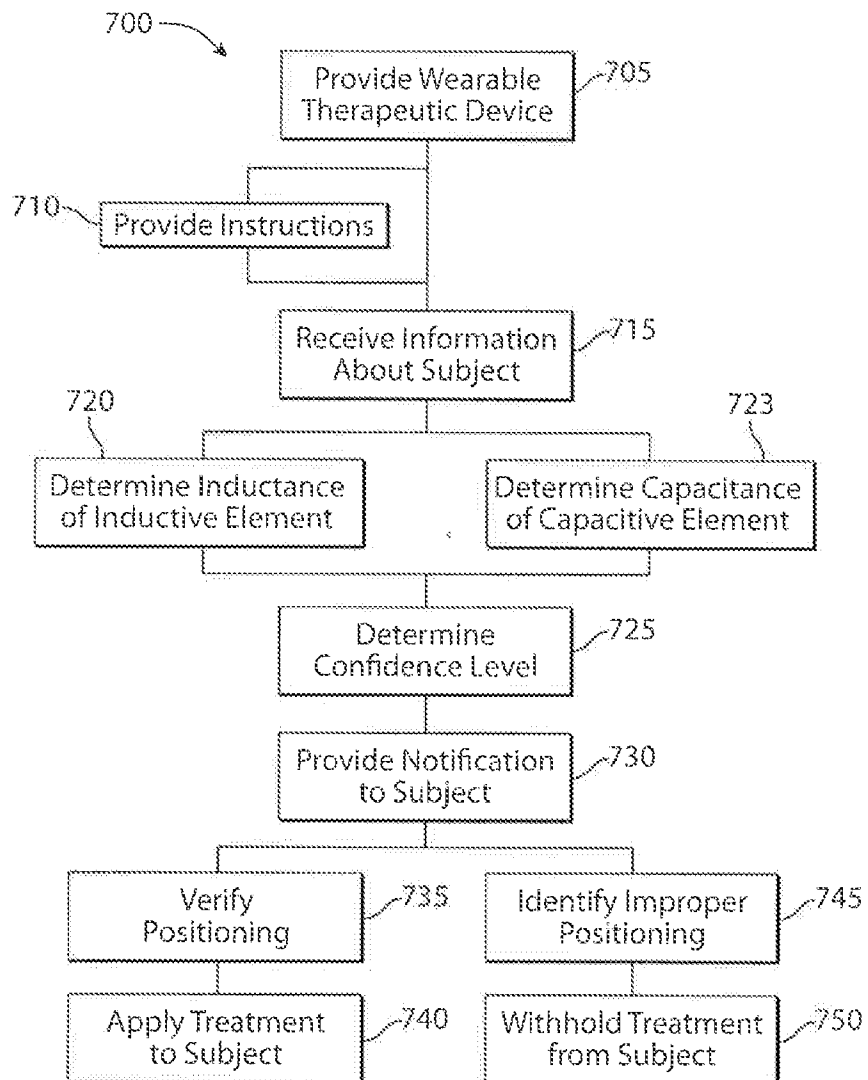 700
Provide Wearable
Therapeutic Device
705
710
Provide Instructions
Receive Information
About Subject
715
720
723
Determine Inductance
of Inductive Element
Determine Capacitance
of Capacitive Element
Determine
Confidence Level
725
Provide Notification
to Subject
730
Verify
Positioning
735
Identify Improper
Positioning
745
Apply Treatment
to Subject
740
Withhold Treatment
from Subject
750